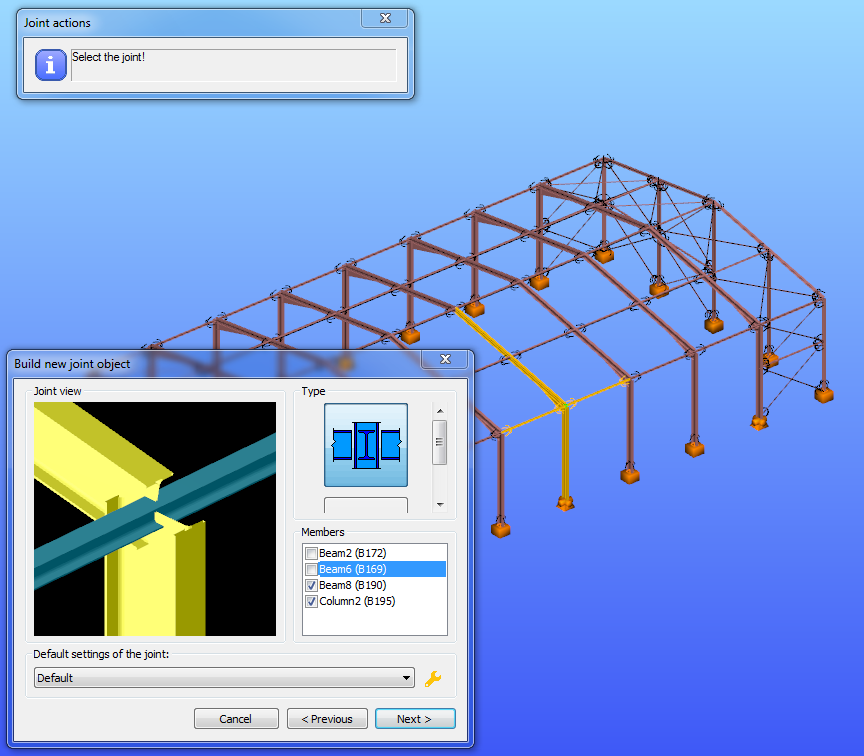 Joint actions
Select the joint!
Build new joint object
Joint view
Type
Members
Beam2 (B172)
Beam6 (B169)
Beam8 (B190)
Column2 (B195)
Default settings of the joint:
Default
Cancel
< Previous
Next >